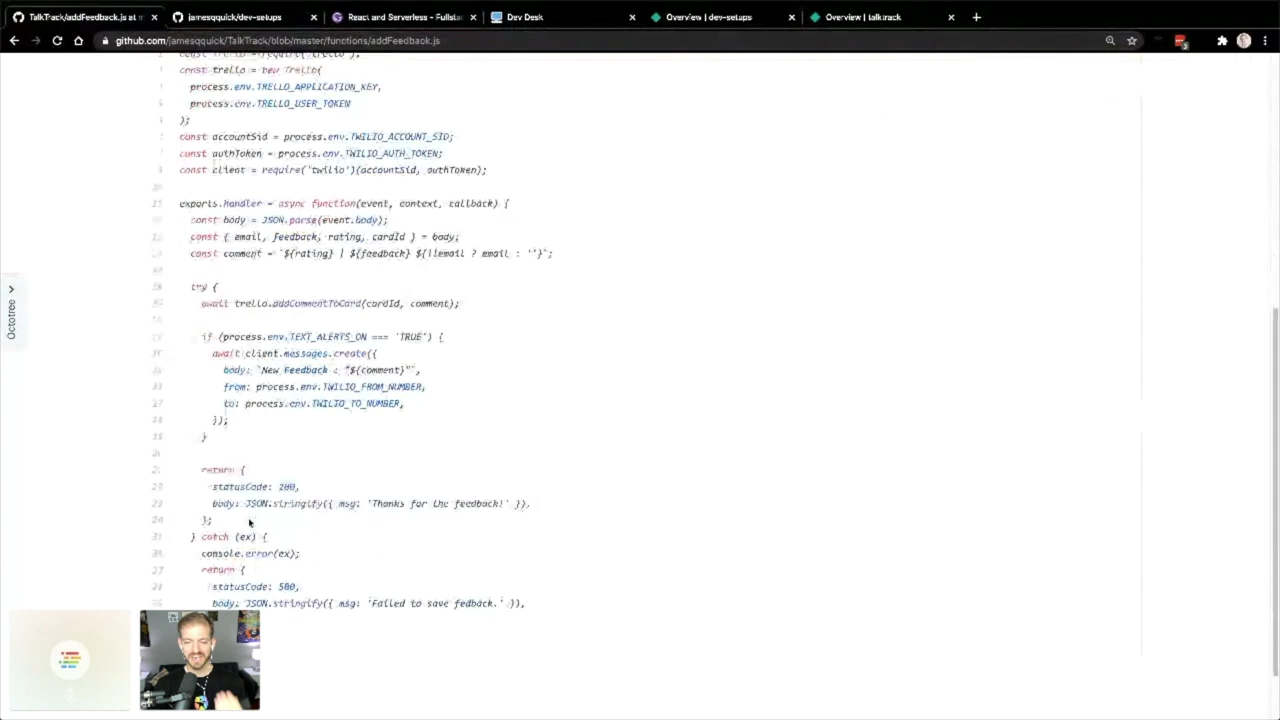 TalkTrack/addFeedback.js at m
jamesqquick/dev-setups
React and Serverless - Fullsta
Dev Desk
Overview | dev-setups
Overview | talktrack
github.com/jamesqquick/TalkTrack/blob/master/functions/addFeedback.js
const Trello = require('trello');
const trello = new Trello(
process.env.TRELLO_APPLICATION_KEY,
process.env.TRELLO_USER_TOKEN
);
const accountSid = process.env.TWILIO_ACCOUNT_SID;
const authToken = process.env.TWILIO_AUTH_TOKEN;
const client = require('twilio')(accountSid, authToken);
exports.handler = async function(event, context, callback) {
const body = JSON.parse(event.body);
const { email, feedback, rating, cardId } = body;
const comment = `${rating} | ${feedback} ${!!email ? email : ''}`;
try {
await trello.addCommentToCard(cardId, comment);
if (process.env.TEXT_ALERTS_ON === 'TRUE') {
await client.messages.create({
body: `New Feedback : "${comment}"`,
from: process.env.TWILIO_FROM_NUMBER,
to: process.env.TWILIO_TO_NUMBER,
});
}
return {
statusCode: 200,
body: JSON.stringify({ msg: 'Thanks for the feedback!' }),
};
} catch (ex) {
console.error(ex);
return {
statusCode: 500,
body: JSON.stringify({ msg: 'Failed to save fedback.' }),
Octotree